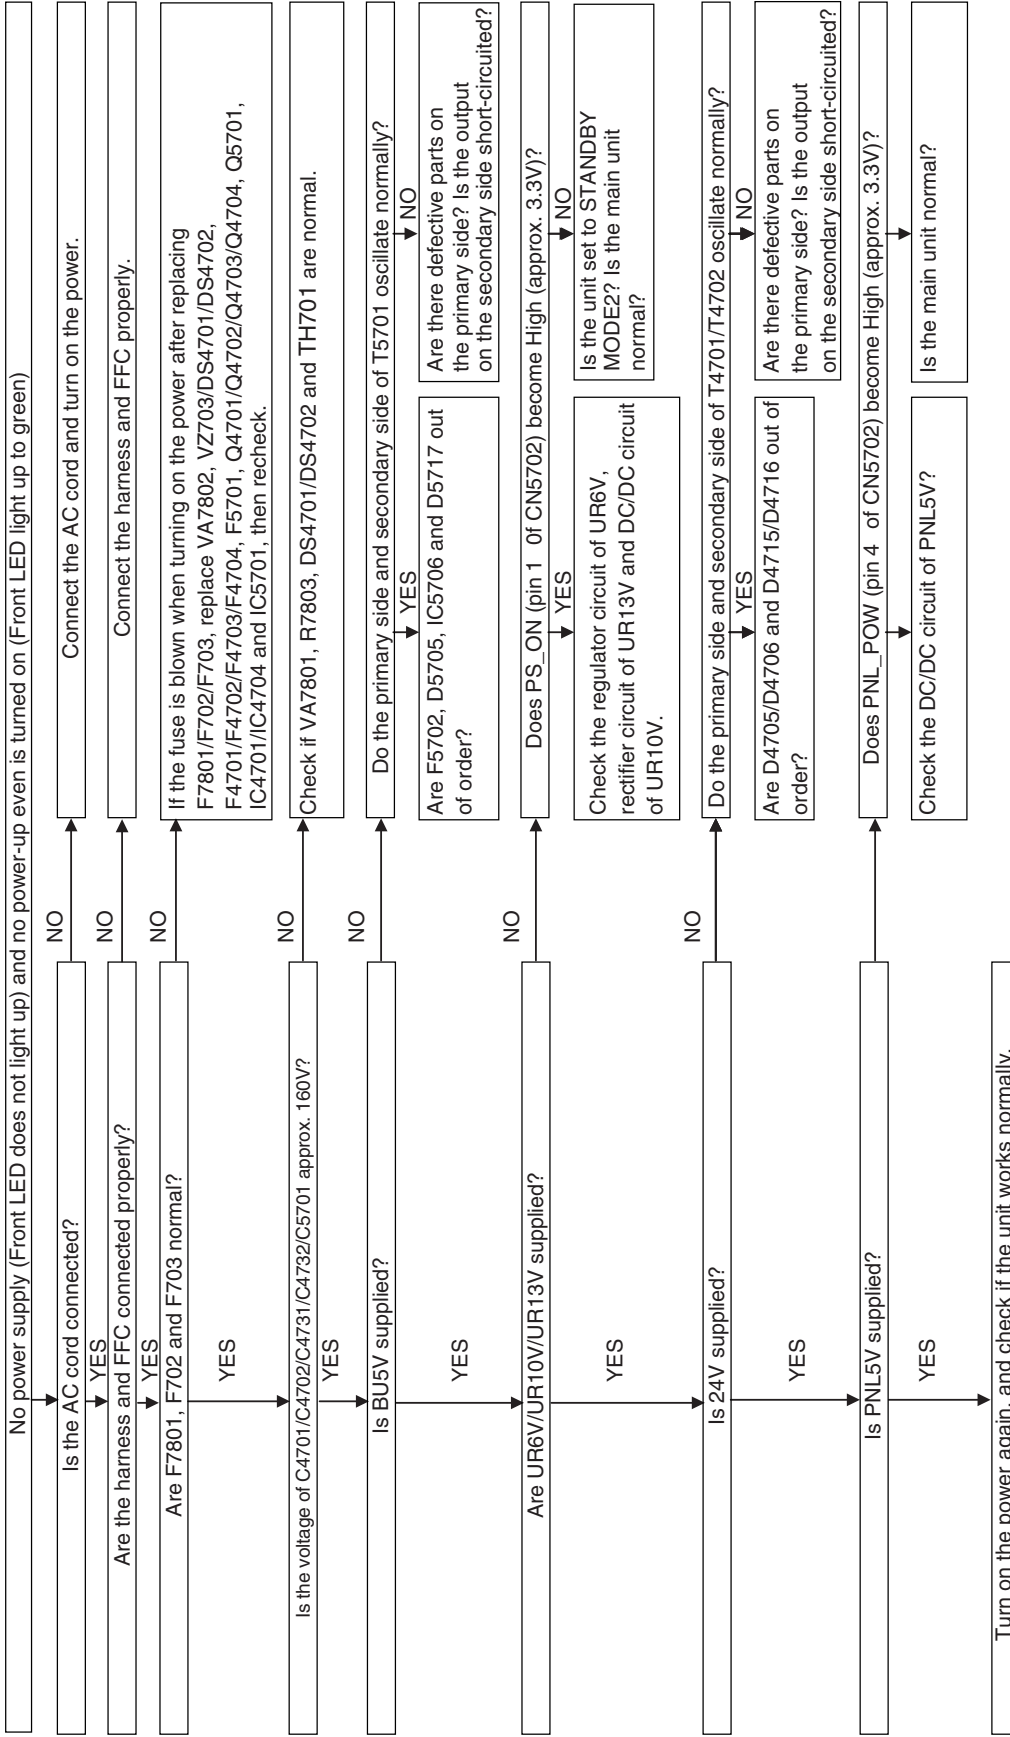 No power supply (Front LED does not light up) and no power-up even is turned on (Front LED light up to green)
Is the AC cord connected?
NO
Connect the AC cord and turn on the power.
YES
Are the harness and FFC connected properly?
NO
Connect the harness and FFC properly.
YES
Are F7801, F702 and F703 normal?
NO
If the fuse is blown when turning on the power after replacing
F7801/F702/F703, replace VA7802, VZ703/DS4701/DS4702,
F4701/F4702/F4703/F4704, F5701, Q4701/Q4702/Q4703/Q4704, Q5701,
IC4701/IC4704 and IC5701, then recheck.
YES
Is the voltage of C4701/C4702/C4731/C4732/C5701 approx. 160V?
NO
Check if VA7801, R7803, DS4701/DS4702 and TH701 are normal.
YES
Is BU5V supplied?
NO
Do the primary side and secondary side of T5701 oscillate normally?
YES
Are F5702, D5705, IC5706 and D5717 out
of order?
NO
Are there defective parts on
the primary side? Is the output
on the secondary side short-circuited?
YES
Are UR6V/UR10V/UR13V supplied?
NO
Does PS_ON (pin 1 of CN5702) become High (approx. 3.3V)?
YES
Check the regulator circuit of UR6V,
rectifier circuit of UR13V and DC/DC circuit
of UR10V.
NO
Is the unit set to STANDBY
MODE2? Is the main unit
normal?
YES
Is 24V supplied?
NO
Do the primary side and secondary side of T4701/T4702 oscillate normally?
YES
Are D4705/D4706 and D4715/D4716 out of
order?
NO
Are there defective parts on
the primary side? Is the output
on the secondary side short-circuited?
YES
Is PNL5V supplied?
Does PNL_POW (pin 4 of CN5702) become High (approx. 3.3V)?
Check the DC/DC circuit of PNL5V?
Is the main unit normal?
YES
Turn on the power again, and check if the unit works normally.